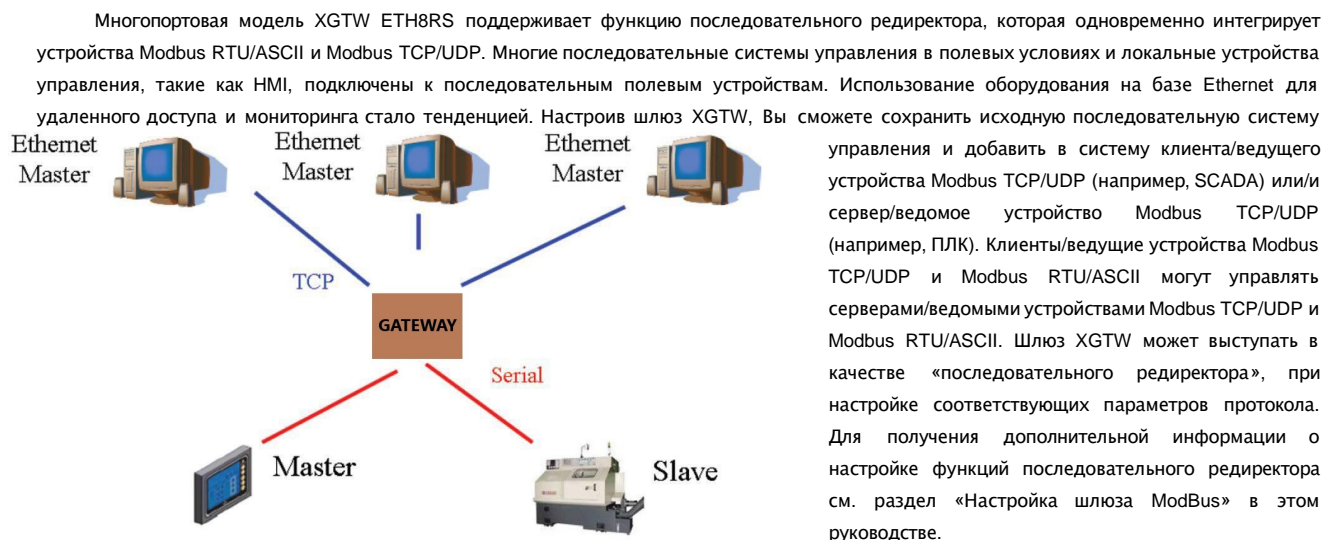 Многопортовая модель XGTW ETH8RS поддерживает функцию последовательного редиректора, которая одновременно интегрирует
устройства Modbus RTU/ASCII и Modbus TCP/UDP. Многие последовательные системы управления в полевых условиях и локальные устройства
управления, такие как HMI, подключены к последовательным полевым устройствам. Использование оборудования на базе Ethernet для
удаленного доступа и мониторинга стало тенденцией. Настроив шлюз XGTW, Вы сможете сохранить исходную последовательную систему
управления и добавить в систему клиента/ведущего
устройства Modbus TCP/UDP (например, SCADA) или/и
сервер/ведомое устройство Modbus TCP/UDP
(например, ПЛК). Клиенты/ведущие устройства Modbus
TCP/UDP и Modbus RTU/ASCII могут управлять
серверами/ведомыми устройствами Modbus TCP/UDP и
Modbus RTU/ASCII. Шлюз XGTW может выступать в
качестве «последовательного редиректора», при
настройке соответствующих параметров протокола.
Для получения дополнительной информации о
настройке функций последовательного редиректора
см. раздел «Настройка шлюза ModBus» в этом
руководстве.
Ethernet
Master
Ethernet
Master
Ethernet
Master
TCP
GATEWAY
Serial
Master
Slave